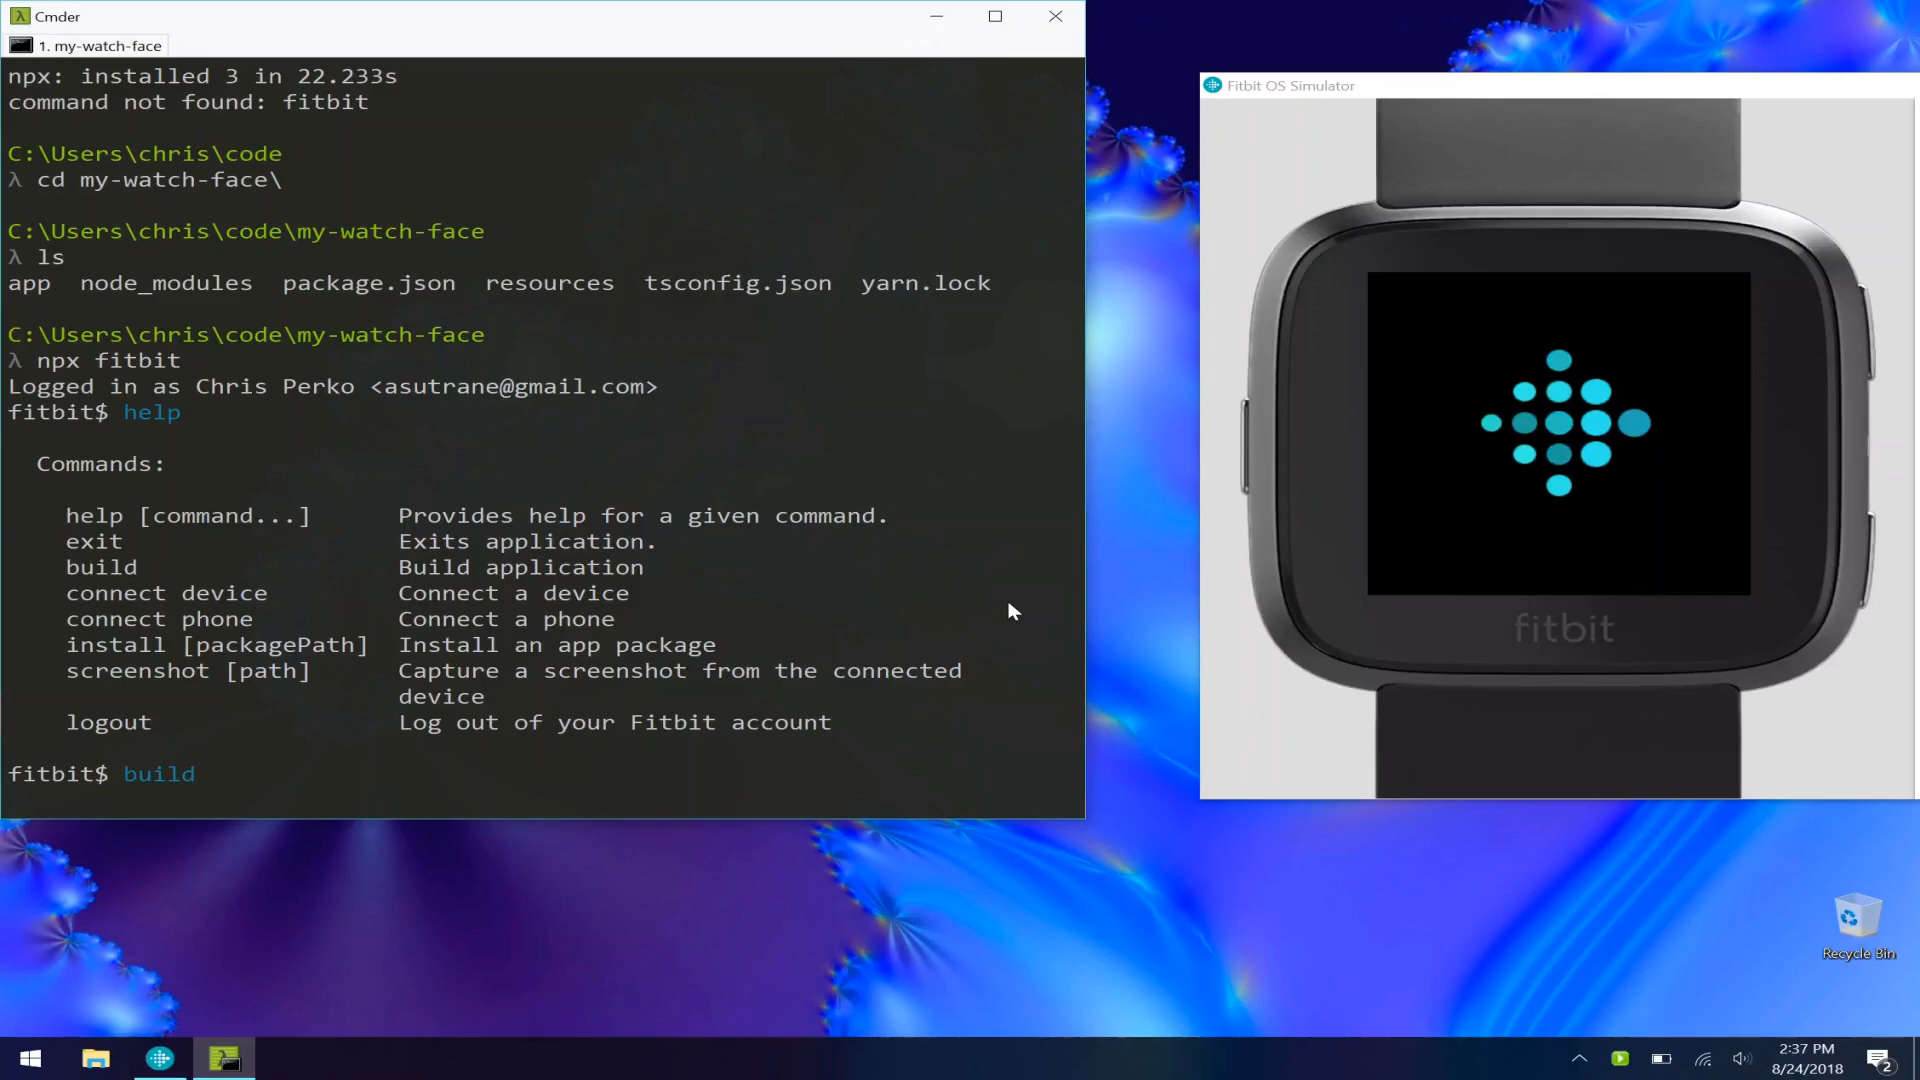 Cmder
1. my-watch-face
npx: installed 3 in 22.233s
command not found: fitbit
C:\Users\chris\code
λ cd my-watch-face\
C:\Users\chris\code\my-watch-face
λ ls
app node_modules package.json resources tsconfig.json yarn.lock
C:\Users\chris\code\my-watch-face
λ npx fitbit
Logged in as Chris Perko <asutrane@gmail.com>
fitbit$ help
Commands:
help [command...] Provides help for a given command.
exit Exits application.
build Build application
connect device Connect a device
connect phone Connect a phone
install [packagePath] Install an app package
screenshot [path] Capture a screenshot from the connected
device
logout Log out of your Fitbit account
fitbit$ build
Fitbit OS Simulator
fitbit
Recycle Bin
2:37 PM
8/24/2018
2